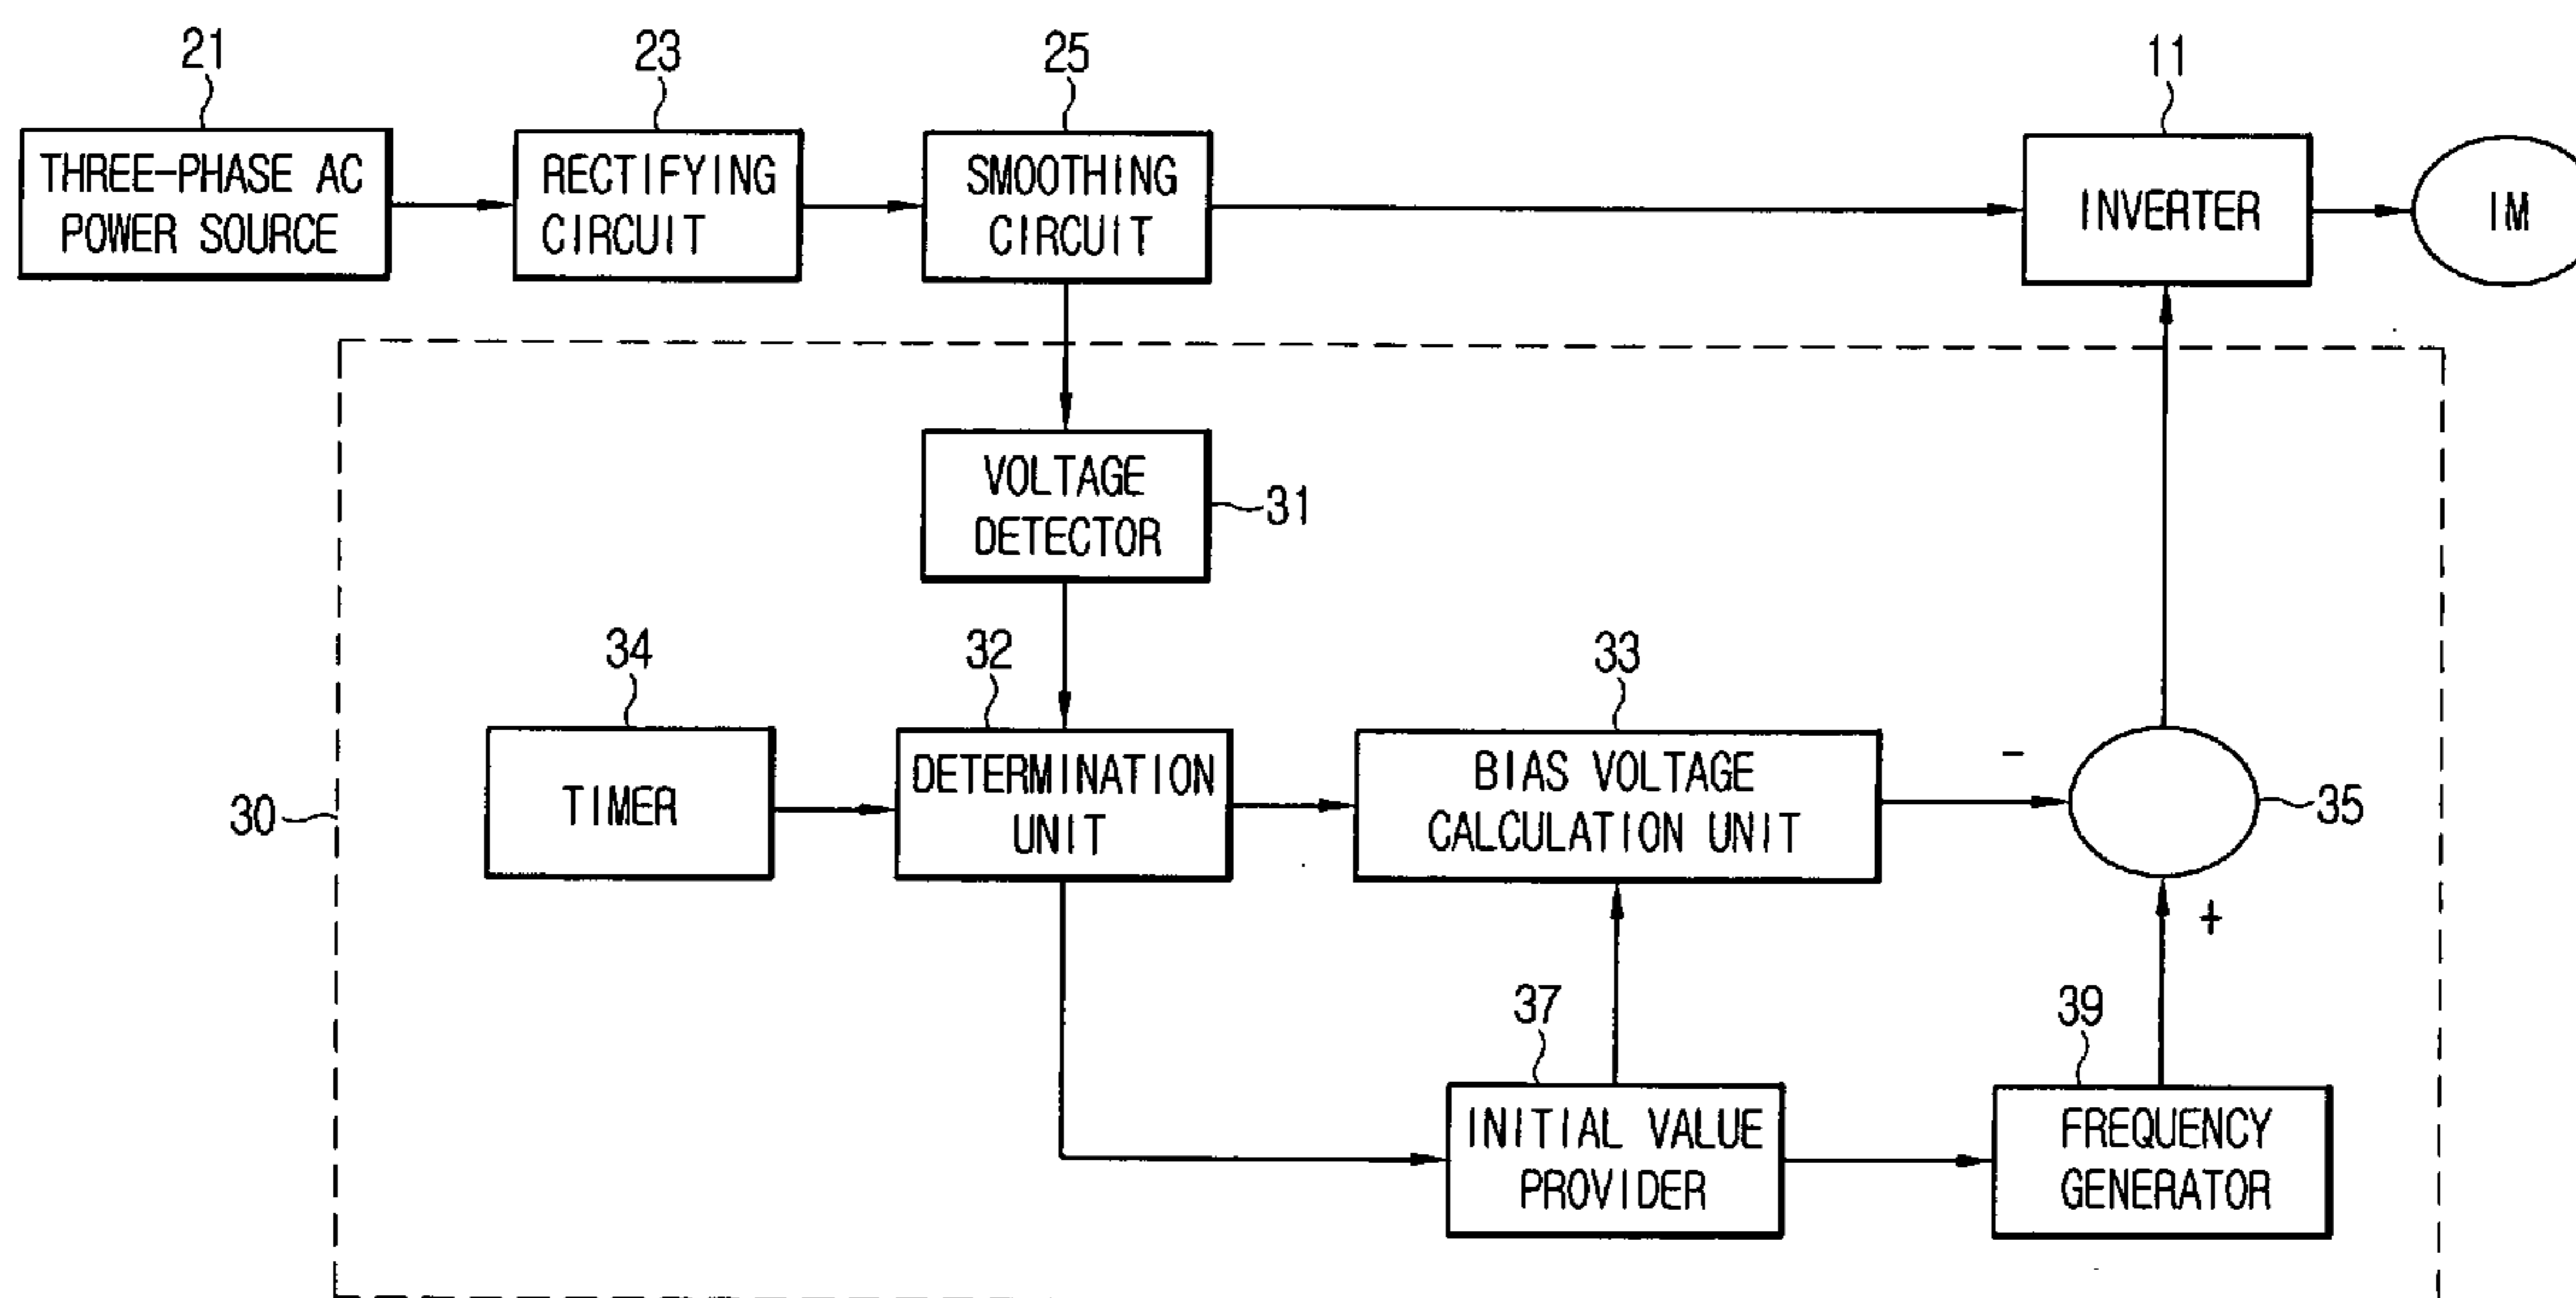 21
23
25
11
THREE-PHASE AC
POWER SOURCE
RECTIFYING
CIRCUIT
SMOOTHING
CIRCUIT
INVERTER
IM
VOLTAGE
DETECTOR
31
34
32
33
30
TIMER
DETERMINATION
UNIT
BIAS VOLTAGE
CALCULATION UNIT
-
35
+
37
39
INITIAL VALUE
PROVIDER
FREQUENCY
GENERATOR